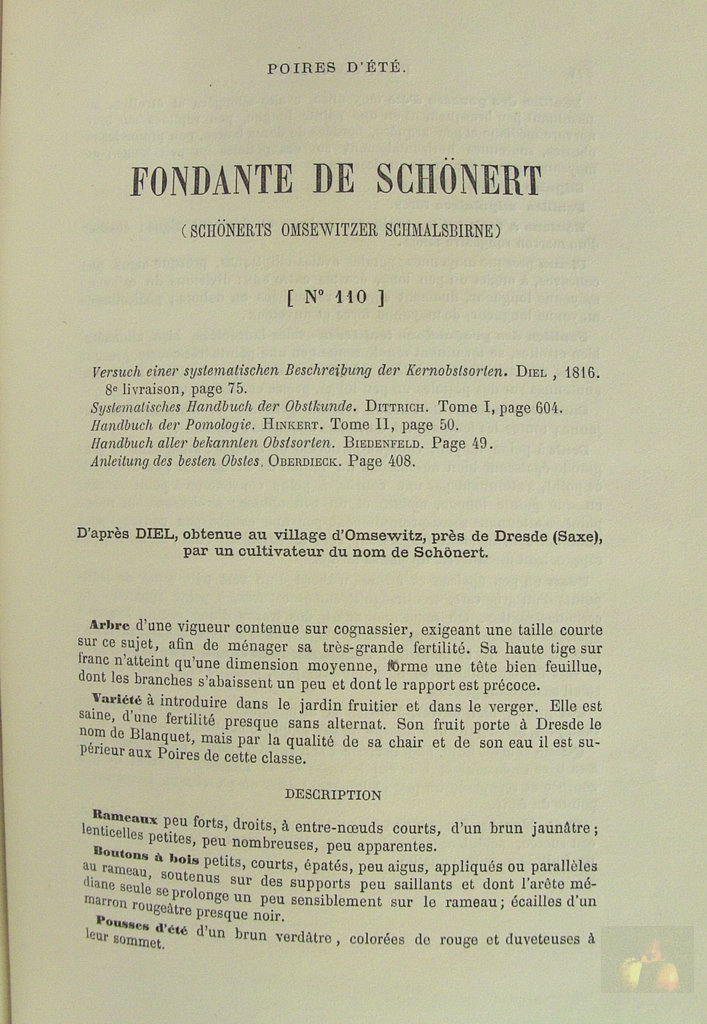 POIRES D'ÉTÉ.
FONDANTE DE SCHÖNERT
(SCHÖNERTS OMSEWITZER SCHMALSBIRNE)
[ N° 110 ]
Versuch einer systematischen Beschreibung der Kernobstsorten. DIEL , 1816.
8e livraison, page 75.
Systematisches Handbuch der Obstkunde. DITTRICH. Tome I, page 604.
Handbuch der Pomologie. HINKERT. Tome II, page 50.
Handbuch aller bekannten Obstsorten. BIEDENFELD. Page 49.
Anleitung des besten Obstes. OBERDIECK. Page 408.
D'après DIEL, obtenue au village d'Omsewitz, près de Dresde (Saxe),
par un cultivateur du nom de Schönert.
Arbre d'une vigueur contenue sur cognassier, exigeant une taille courte
sur ce sujet, afin de ménager sa très-grande fertilité. Sa haute tige sur
franc n'atteint qu'une dimension moyenne, forme une tête bien feuillue,
dont les branches s'abaissent un peu et dont le rapport est précoce.
Variété à introduire dans le jardin fruitier et dans le verger. Elle est
saine, d'une fertilité presque sans alternat. Son fruit porte à Dresde le
nom de Blanquet, mais par la qualité de sa chair et de son eau il est su-
périeur aux Poires de cette classe.
DESCRIPTION
Rameaux peu forts, droits, à entre-nœuds courts, d'un brun jaunâtre ;
lenticelles petites, peu nombreuses, peu apparentes.
Boutons à bois petits, courts, épatés, peu aigus, appliqués ou parallèles
au rameau, soutenus sur des supports peu saillants et dont l'arête mé-
diane seule se prolonge un peu sensiblement sur le rameau ; écailles d'un
marron rougeâtre presque noir.
Pousses d'été d'un brun verdâtre , colorées de rouge et duveteuses à
leur sommet.